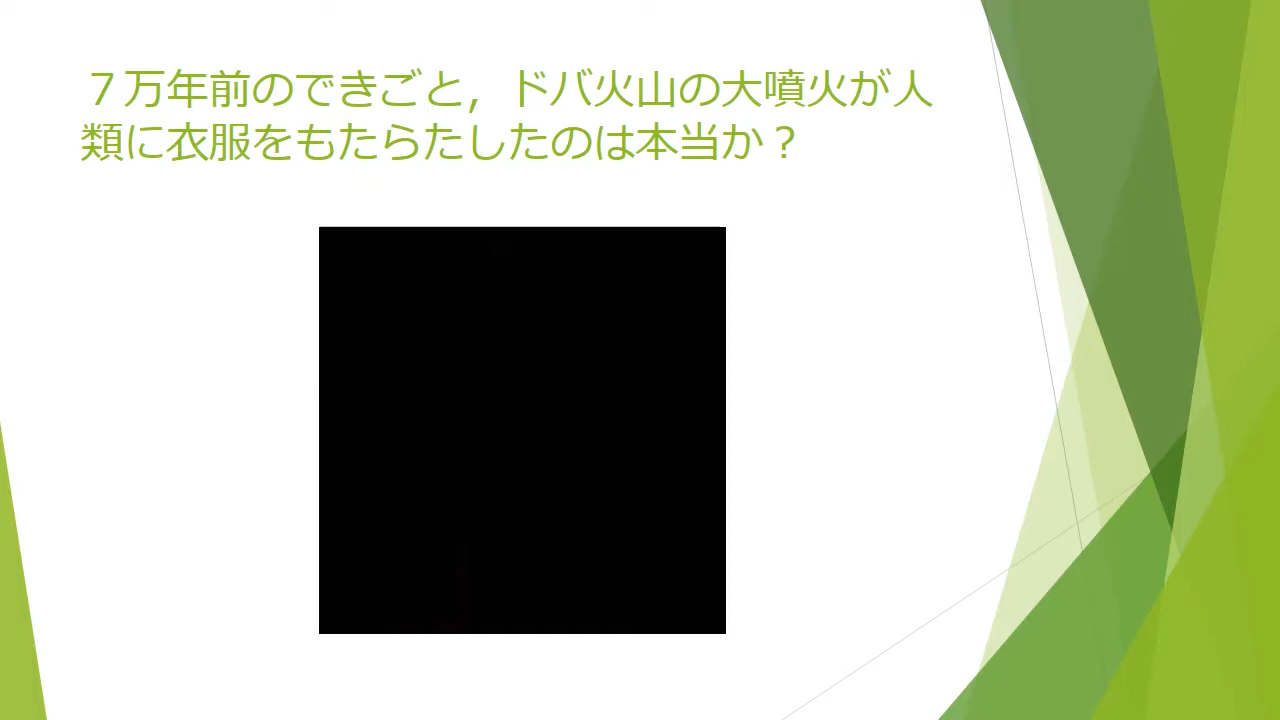 ７万年前のできごと，ドバ火山の大噴火が人
類に衣服をもたらたしたのは本当か？